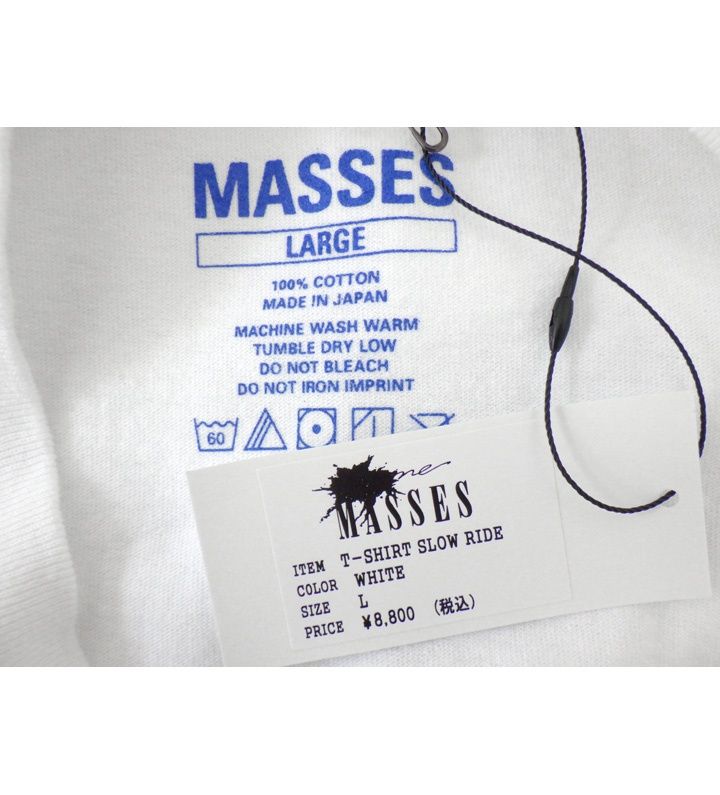 MASSES
LARGE
100% COTTON
MADE IN JAPAN
MACHINE WASH WARM
TUMBLE DRY LOW
DO NOT BLEACH
DO NOT IRON IMPRINT
60
MASSES
ITEM T-SHIRT SLOW RIDE
COLOR WHITE
SIZE L
PRICE ¥8,800 (税込)